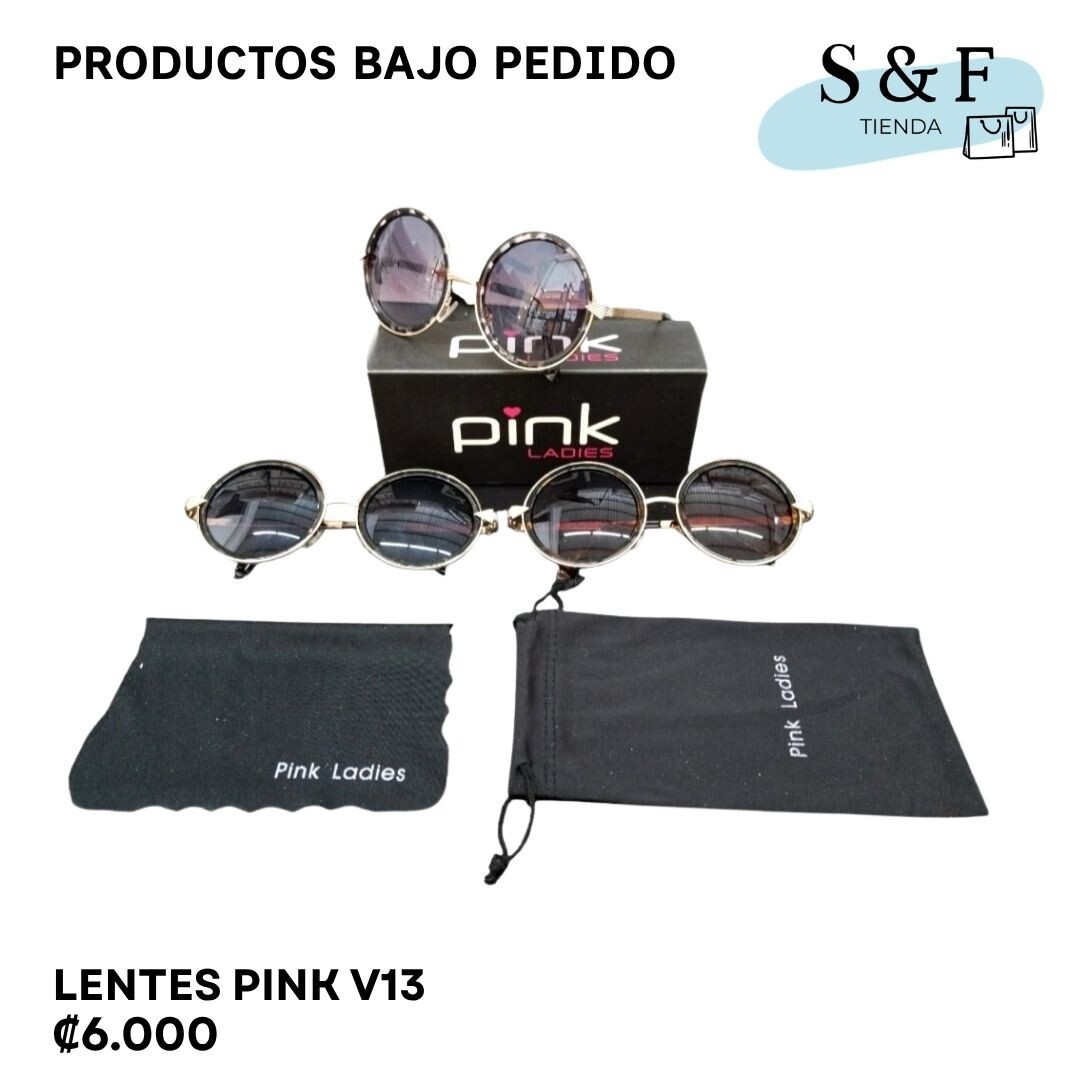 PRODUCTOS BAJO PEDIDO
S & F
TIENDA
pink
LADIES
pink
LADIES
Pink Ladies
Pink Ladies
LENTES PINK V13
₡6.000